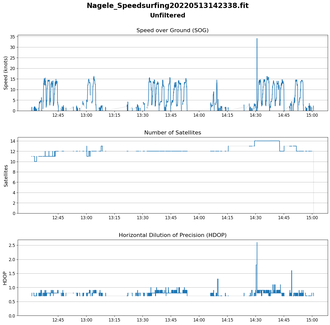 Nagele_Speedsurfing20220513142338.fit
Unfiltered
Speed over Ground (SOG)
Speed (knots)
35
30
25
20
15
10
5
0
12:45 13:00 13:15 13:30 13:45 14:00 14:15 14:30 14:45 15:00
Number of Satellites
Satellites
14
12
10
8
6
4
2
0
12:45 13:00 13:15 13:30 13:45 14:00 14:15 14:30 14:45 15:00
Horizontal Dilution of Precision (HDOP)
HDOP
2.5
2.0
1.5
1.0
0.5
0.0
12:45 13:00 13:15 13:30 13:45 14:00 14:15 14:30 14:45 15:00